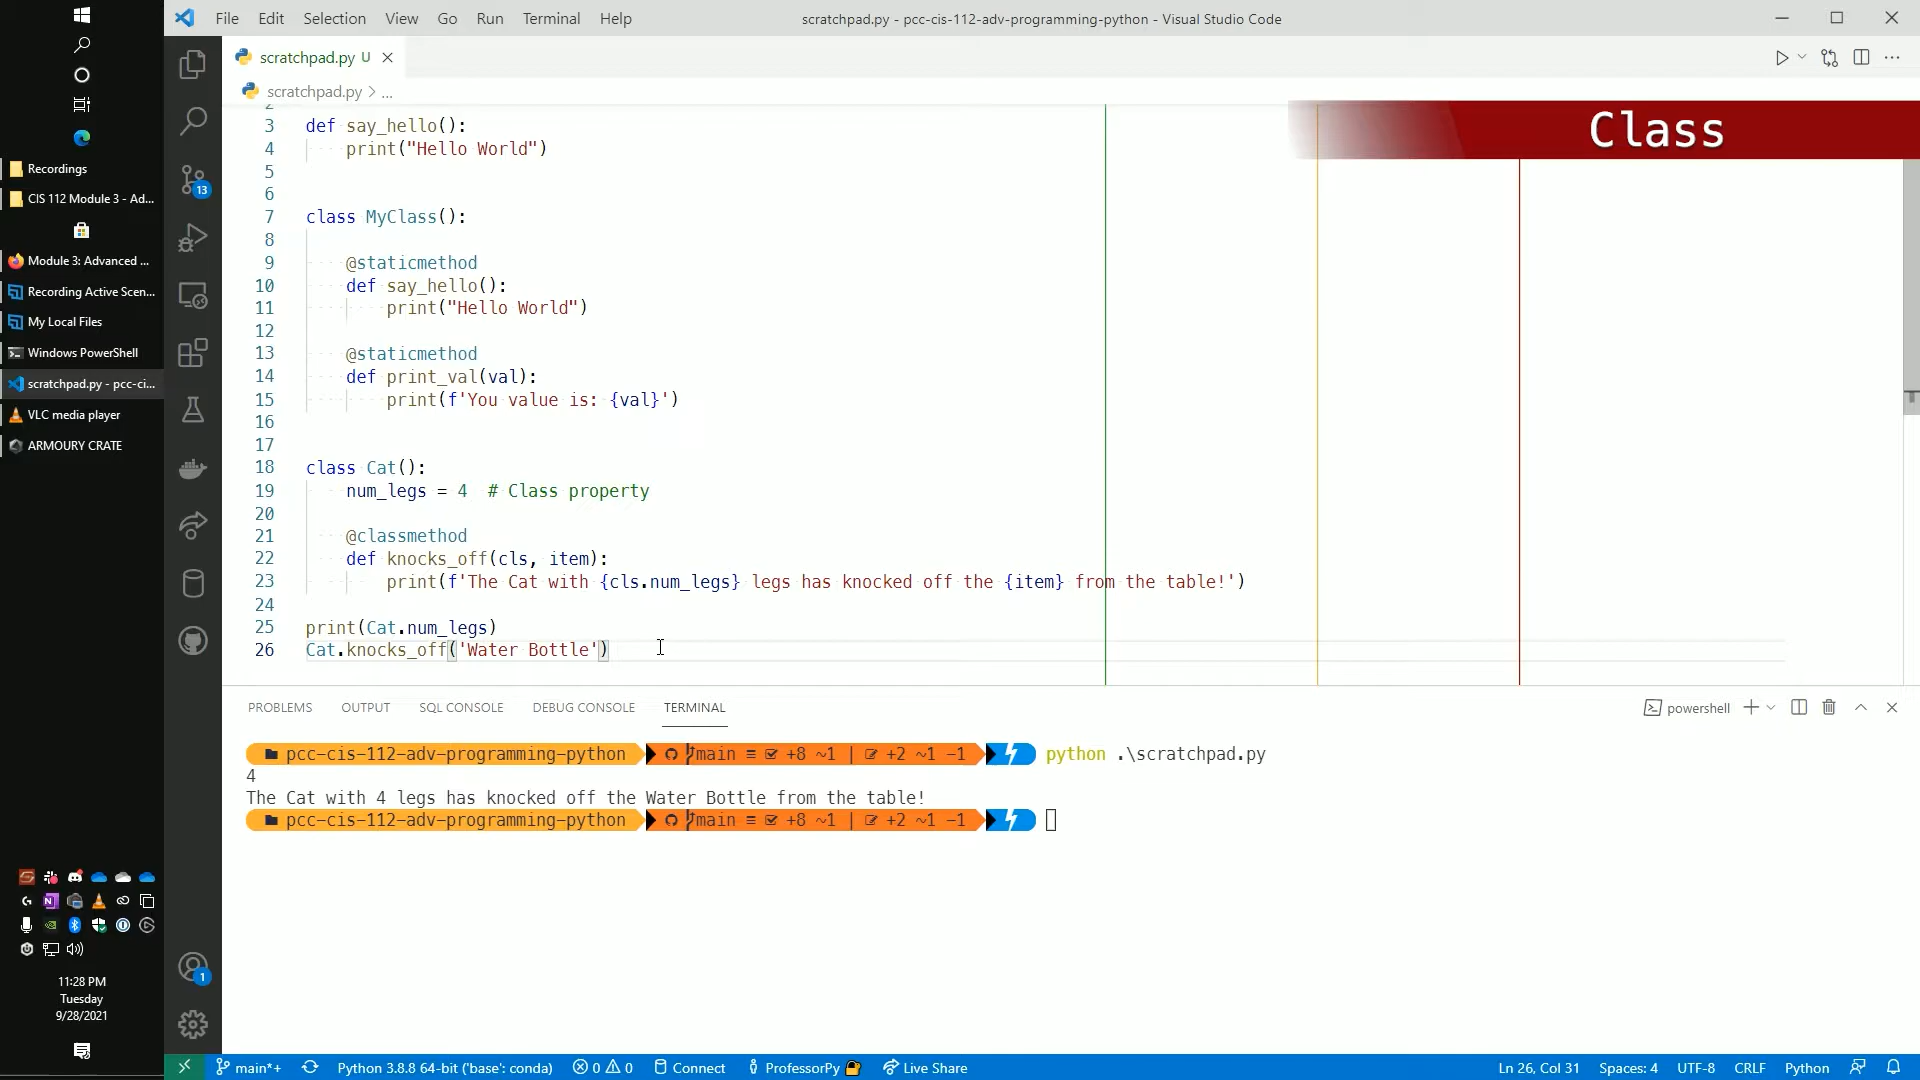 File Edit Selection View Go Run Terminal Help
scratchpad.py - pcc-cis-112-adv-programming-python - Visual Studio Code
scratchpad.py U
scratchpad.py > ...
Class
2
3 def say_hello():
4 print("Hello World")
5
6
7 class MyClass():
8
9 @staticmethod
10 def say_hello():
11 print("Hello World")
12
13 @staticmethod
14 def print_val(val):
15 print(f'You value is: {val}')
16
17
18 class Cat():
19 num_legs = 4  # Class property
20
21 @classmethod
22 def knocks_off(cls, item):
23 print(f'The Cat with {cls.num_legs} legs has knocked off the {item} from the table!')
24
25 print(Cat.num_legs)
26 Cat.knocks_off('Water Bottle')
PROBLEMS OUTPUT SQL CONSOLE DEBUG CONSOLE TERMINAL
powershell
pcc-cis-112-adv-programming-python main ≡ +8 ~1 | +2 ~1 -1 python .\scratchpad.py
4
The Cat with 4 legs has knocked off the Water Bottle from the table!
pcc-cis-112-adv-programming-python main ≡ +8 ~1 | +2 ~1 -1
Recordings
CIS 112 Module 3 - Ad...
Module 3: Advanced ...
Recording Active Scen...
My Local Files
Windows PowerShell
scratchpad.py - pcc-ci...
VLC media player
ARMOURY CRATE
13
1
11:28 PM
Tuesday
9/28/2021
main*+ Python 3.8.8 64-bit ('base': conda) 0 0 Connect ProfessorPy Live Share
Ln 26, Col 31 Spaces: 4 UTF-8 CRLF Python